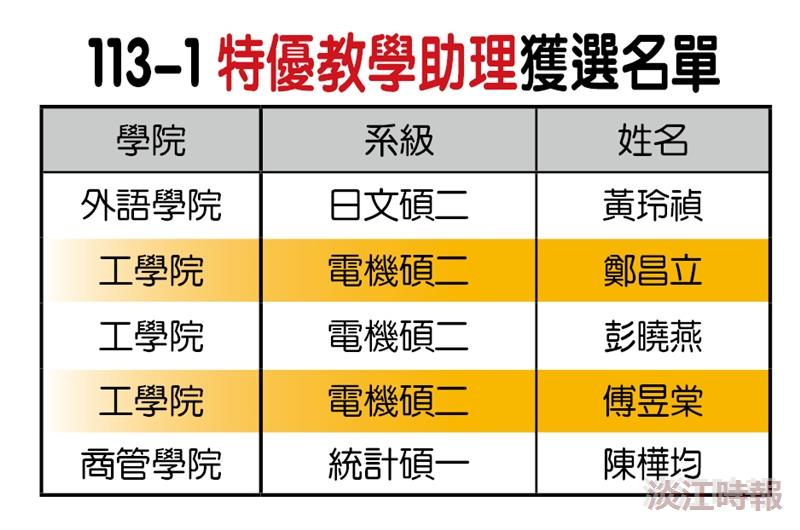 113-1 特優教學助理獲選名單
學院 系級 姓名
外語學院 日文碩二 黃玲禎
工學院 電機碩二 鄭昌立
工學院 電機碩二 彭曉燕
工學院 電機碩二 傅昱棠
商管學院 統計碩一 陳樺均
淡江時報